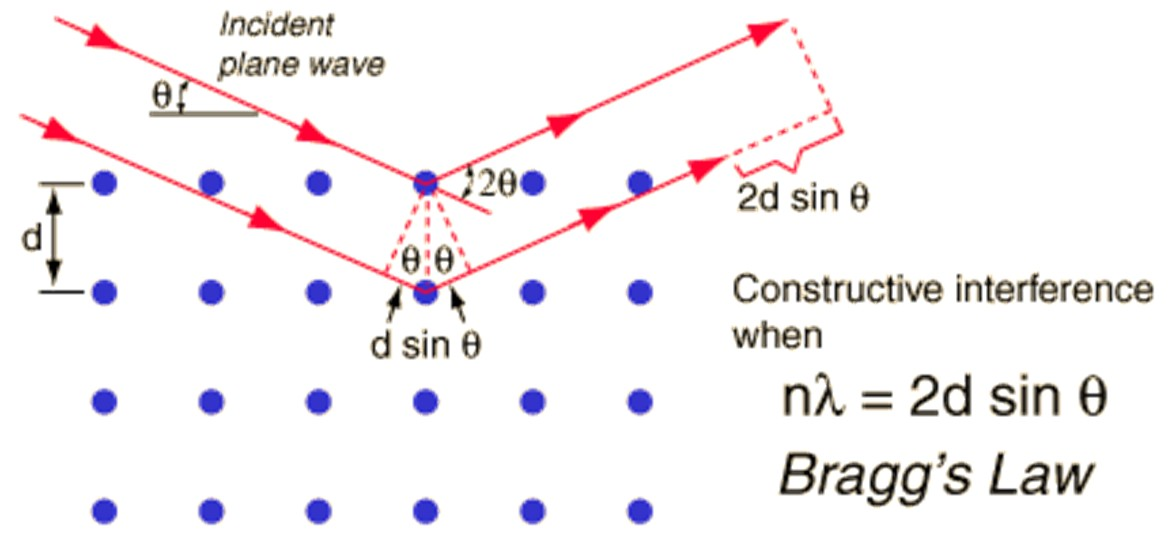 Incident
plane wave
θ
2θ
d
θ θ
d sin θ
2d sin θ
Constructive interference
when
nλ = 2d sin θ
Bragg's Law